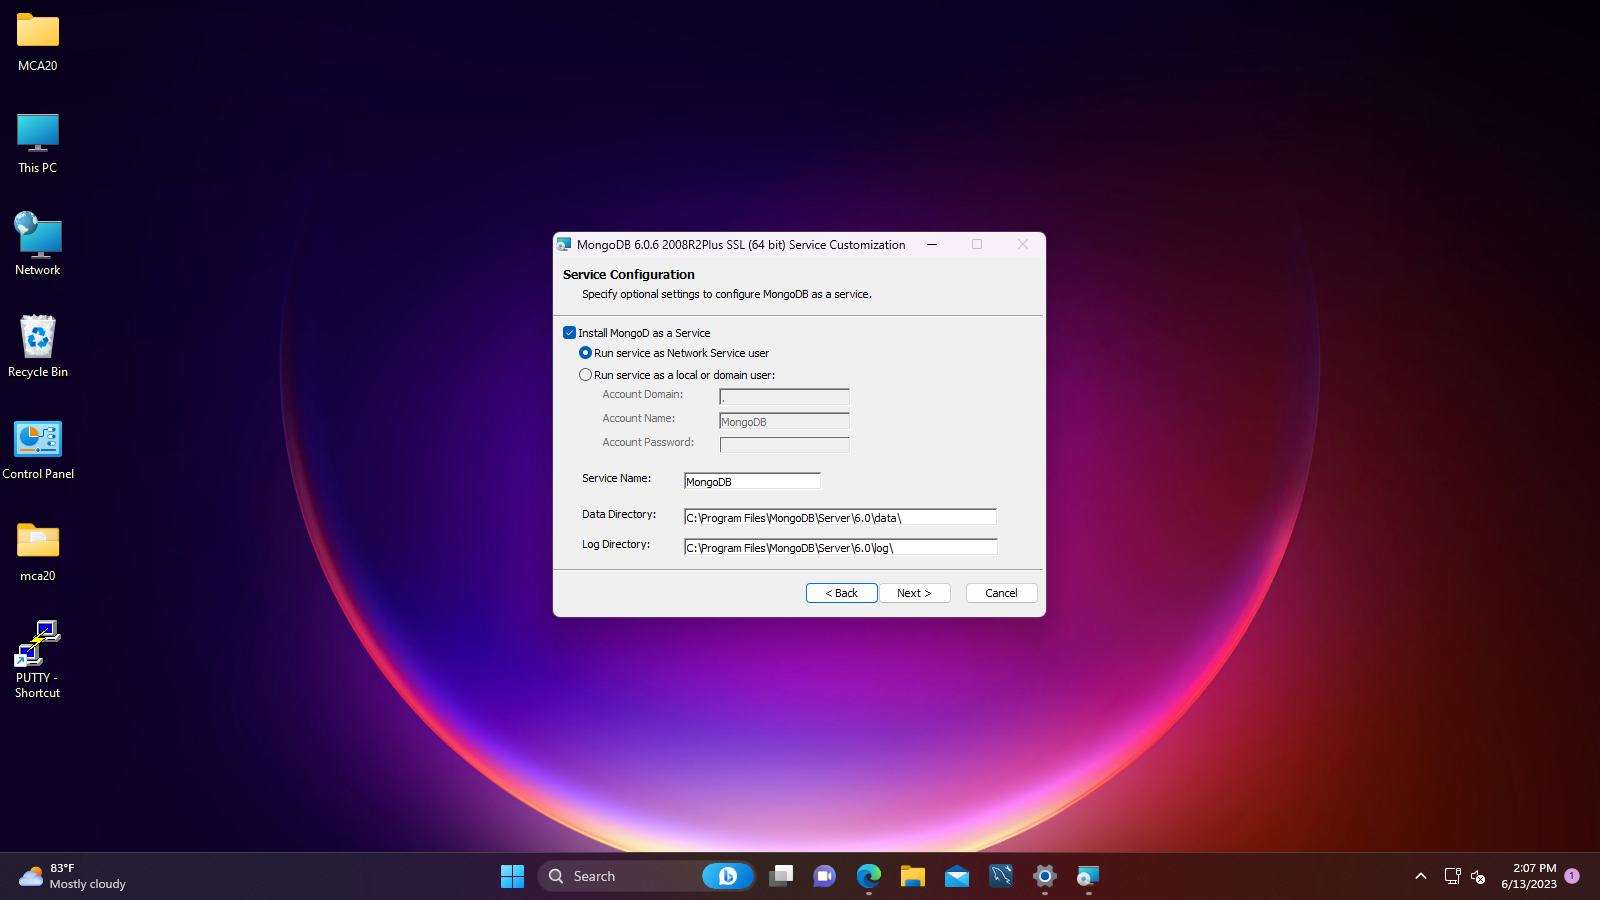 MCA20
This PC
Network
Recycle Bin
Control Panel
mca20
PUTTY -
Shortcut
MongoDB 6.0.6 2008R2Plus SSL (64 bit) Service Customization
Service Configuration
Specify optional settings to configure MongoDB as a service.
Install MongoD as a Service
Run service as Network Service user
Run service as a local or domain user:
Account Domain: .
Account Name: MongoDB
Account Password:
Service Name: MongoDB
Data Directory: C:\Program Files\MongoDB\Server\6.0\data\
Log Directory: C:\Program Files\MongoDB\Server\6.0\log\
< Back Next > Cancel
83°F
Mostly cloudy
Search
2:07 PM
6/13/2023
1